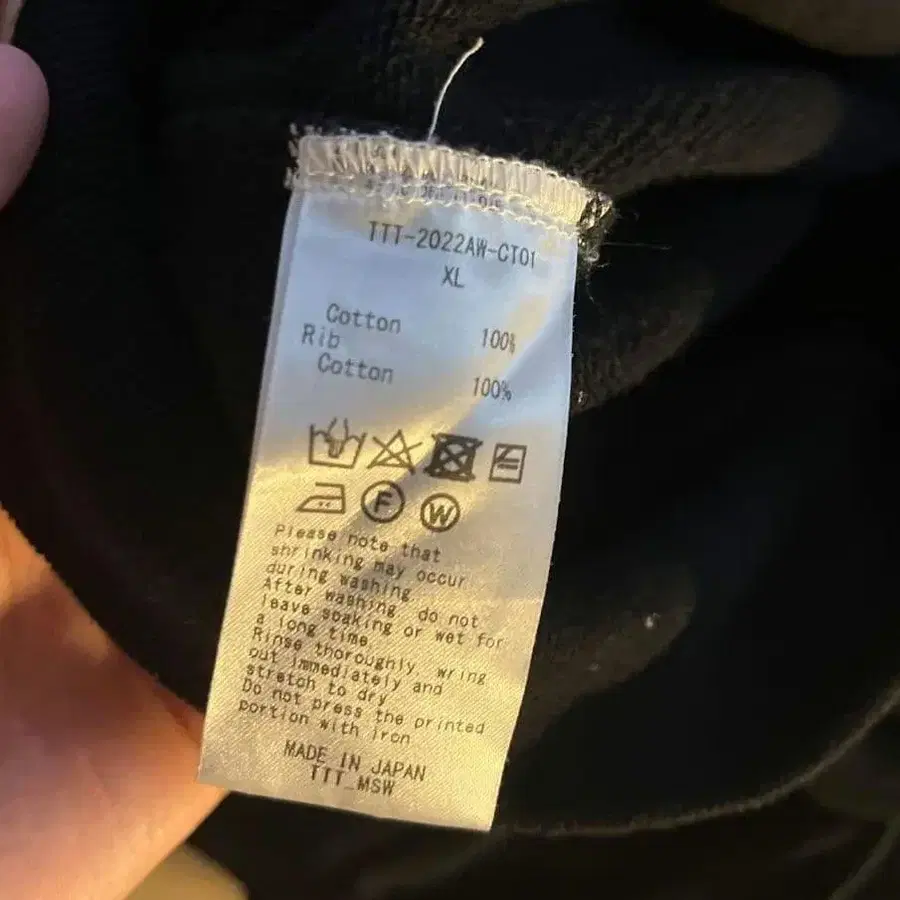 TTT-2022AW-CT01
XL
Cotton 100%
Rib
Cotton 100%
F W
Please note that
shrinking may occur
during washing
After washing do not
leave soaking or wet for
a long time.
Rinse thoroughly, wring
out immediately and
stretch to dry
Do not press the printed
portion with iron
MADE IN JAPAN
TTT_MSW